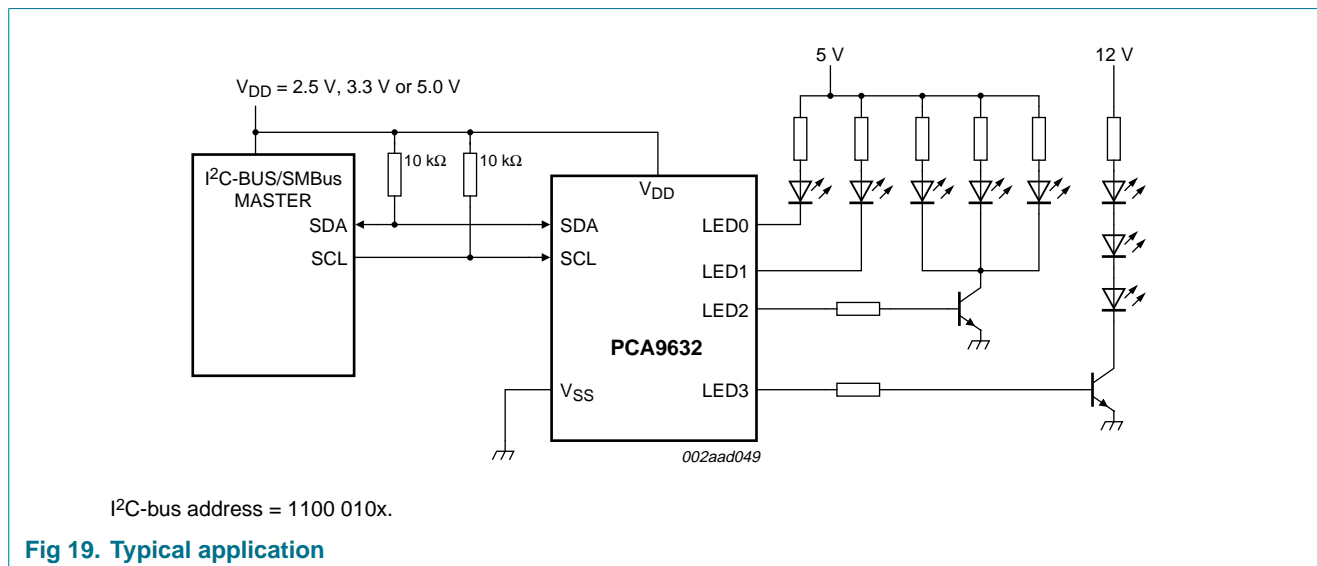 5 V
12 V
VDD = 2.5 V, 3.3 V or 5.0 V
10 kΩ
10 kΩ
I2C-BUS/SMBus
MASTER
SDA
SCL
VDD
SDA
SCL
LED0
LED1
LED2
PCA9632
LED3
VSS
002aad049
I2C-bus address = 1100 010x.
Fig 19. Typical application